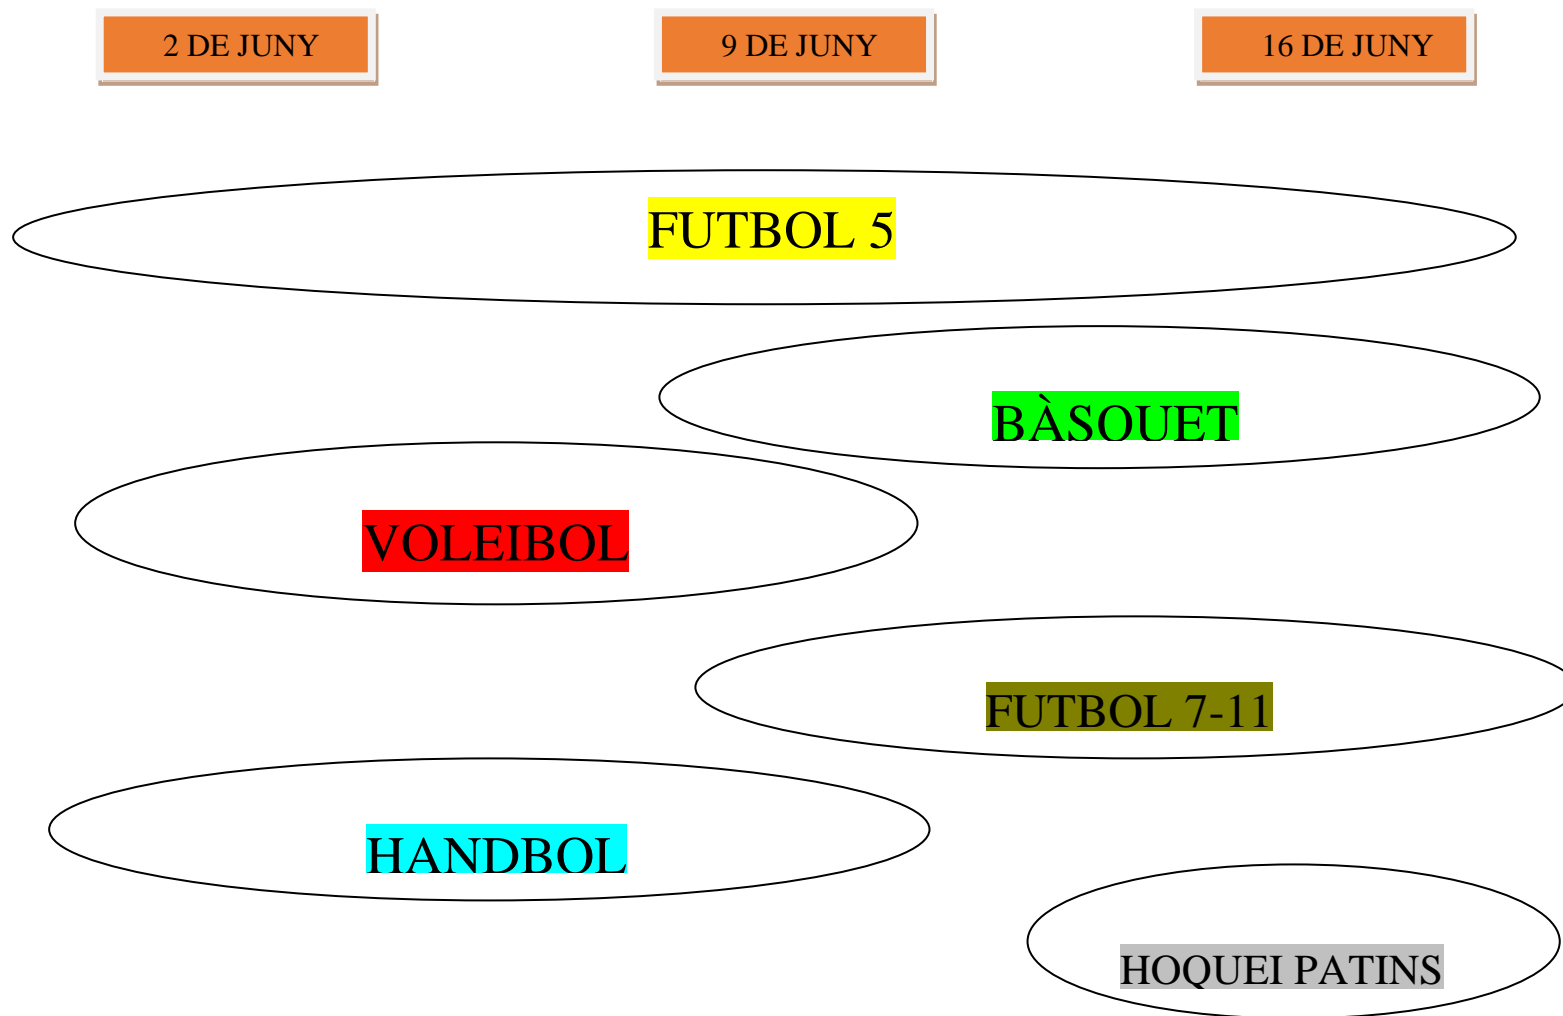 2 DE JUNY
9 DE JUNY
16 DE JUNY
FUTBOL 5
BÀSQUET
VOLEIBOL
FUTBOL 7-11
HANDBOL
HOQUEI PATINS